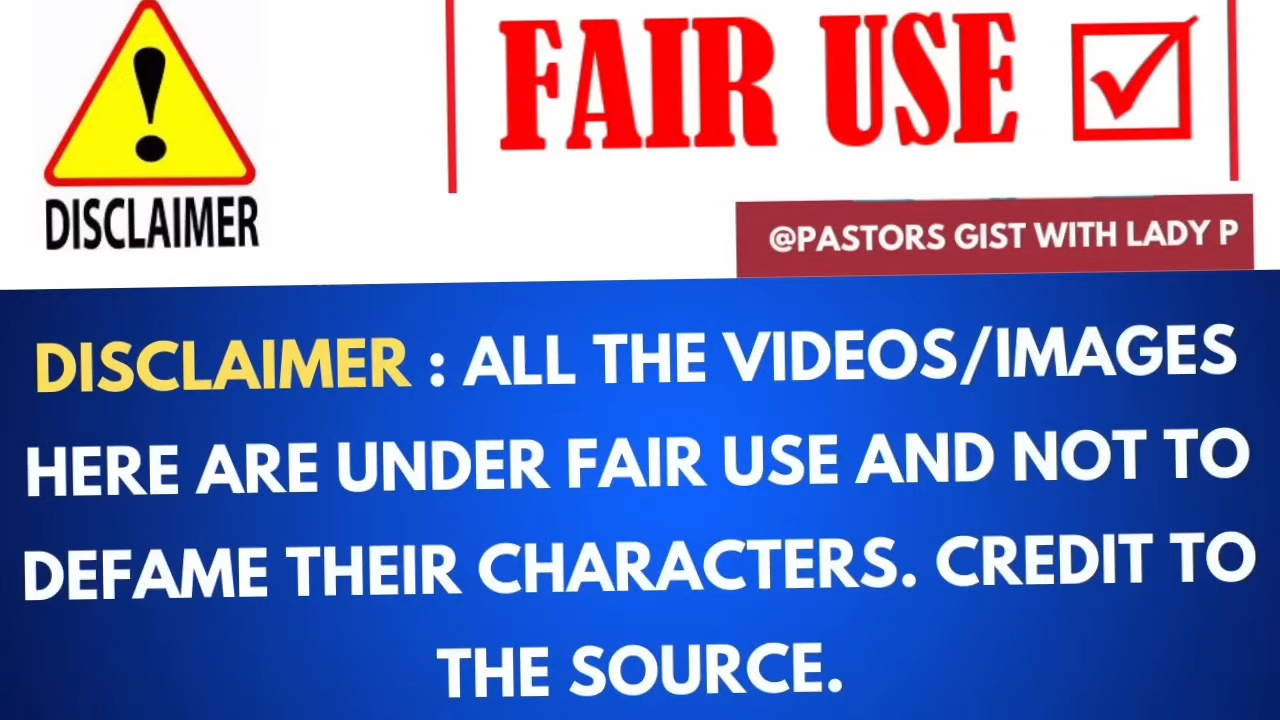 FAIR USE
DISCLAIMER
@PASTORS GIST WITH LADY P
DISCLAIMER : ALL THE VIDEOS/IMAGES
HERE ARE UNDER FAIR USE AND NOT TO
DEFAME THEIR CHARACTERS. CREDIT TO
THE SOURCE.